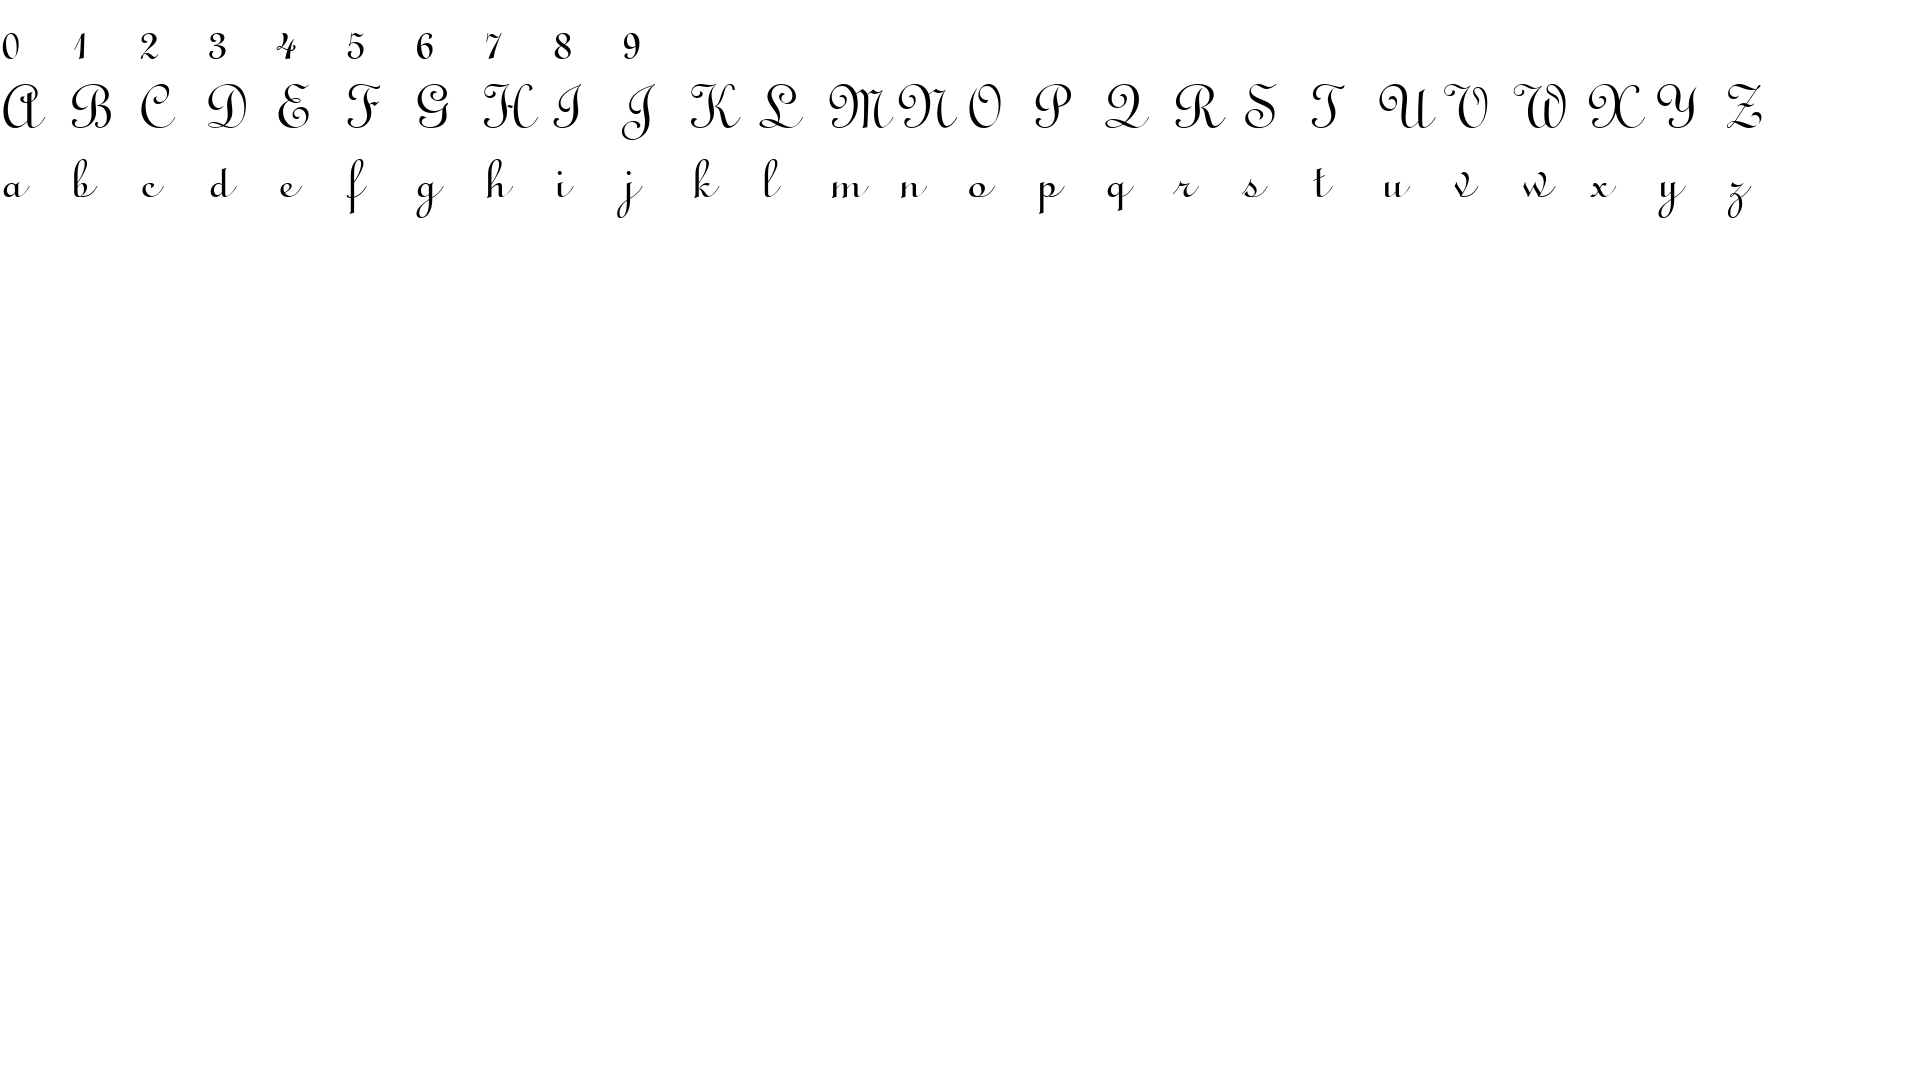 0 1 2 3 4 5 6 7 8 9
A B C D E F G H I J K L M N O P Q R S T U V W X Y Z
a b c d e f g h i j k l m n o p q r s t u v w x y z